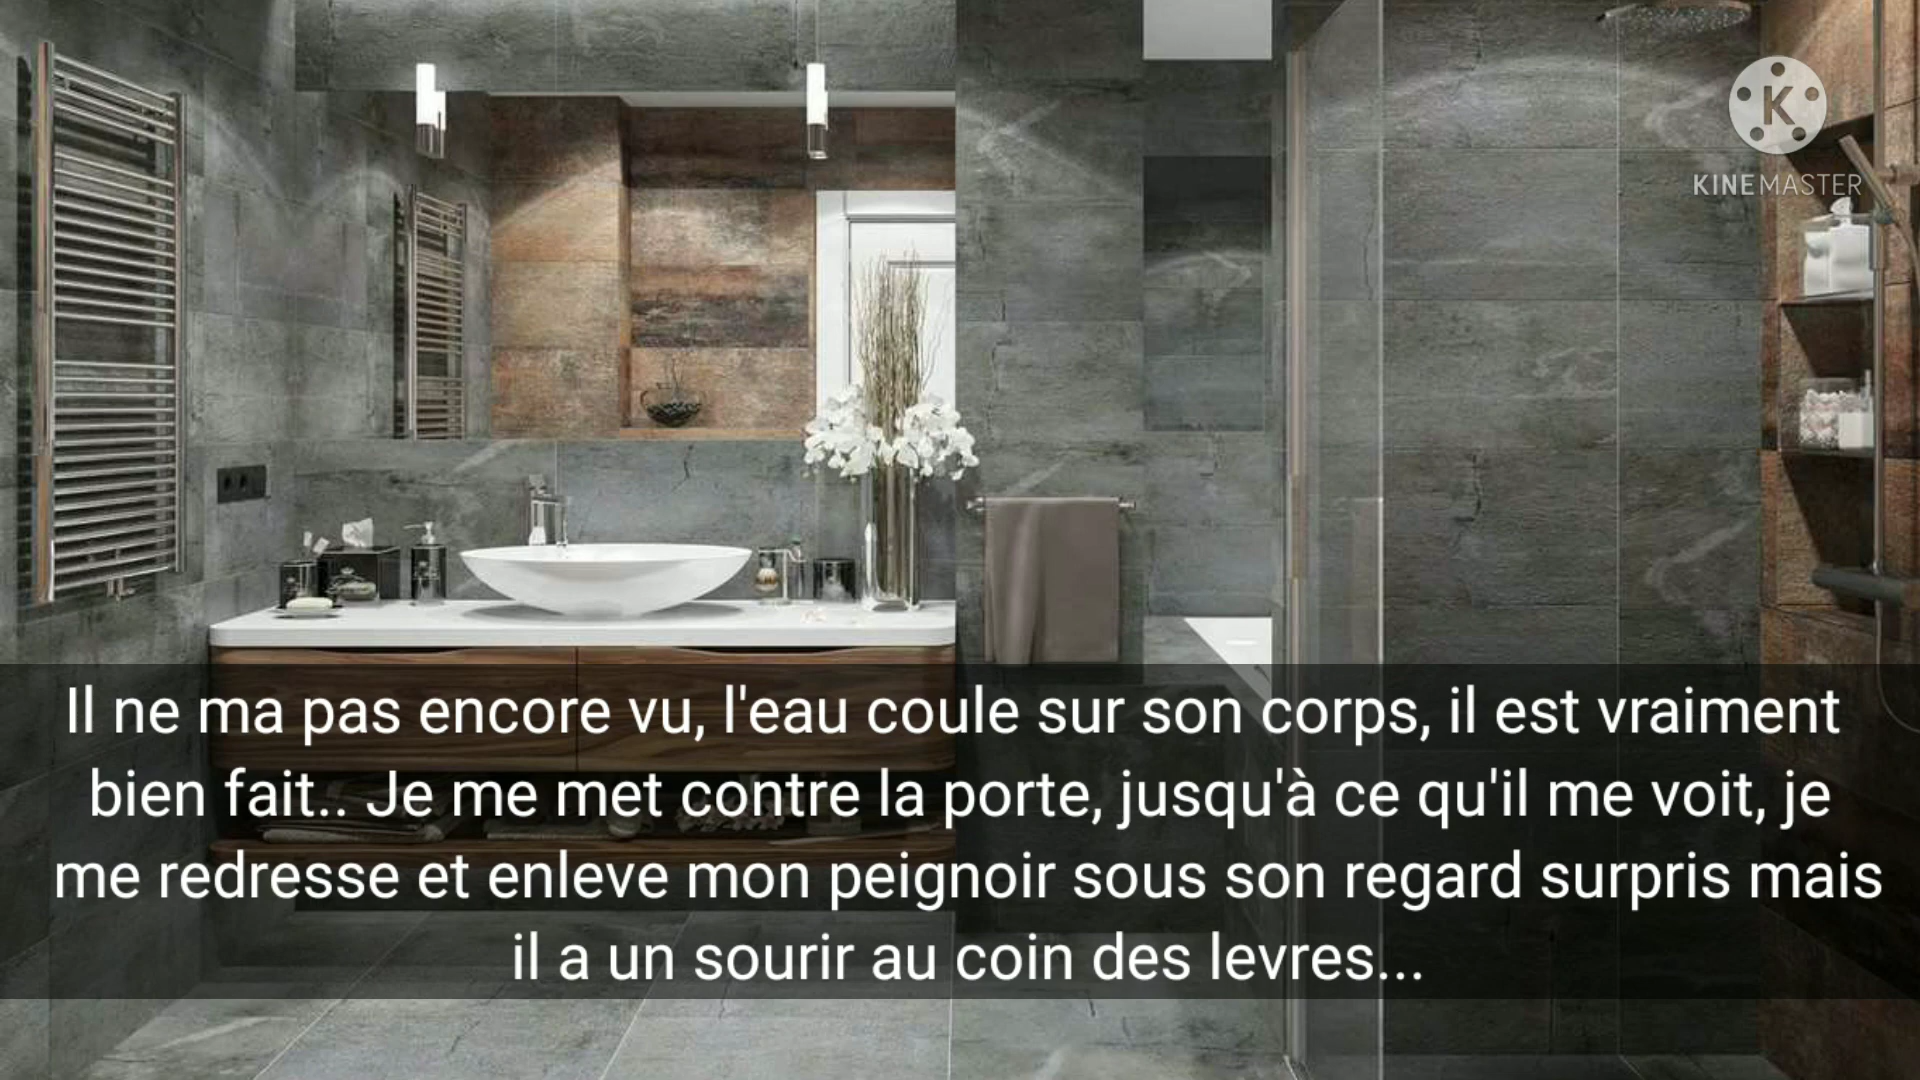 KINEMASTER
Il ne ma pas encore vu, l'eau coule sur son corps, il est vraiment
bien fait.. Je me met contre la porte, jusqu'à ce qu'il me voit, je
me redresse et enleve mon peignoir sous son regard surpris mais
il a un sourir au coin des levres...